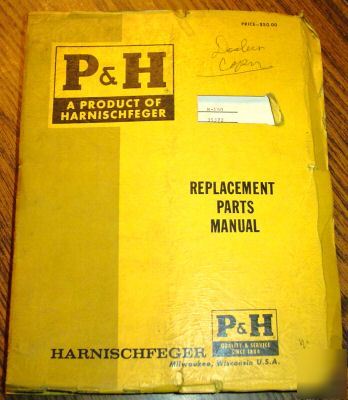 PRICE-$50.00
Dealer
Copy
P&H
A PRODUCT OF
HARNISCHFEGER
REPLACEMENT
PARTS
MANUAL
P&H
QUALITY & SERVICE
SINCE 1884
HARNISCHFEGER
Milwaukee, Wisconsin U.S.A.